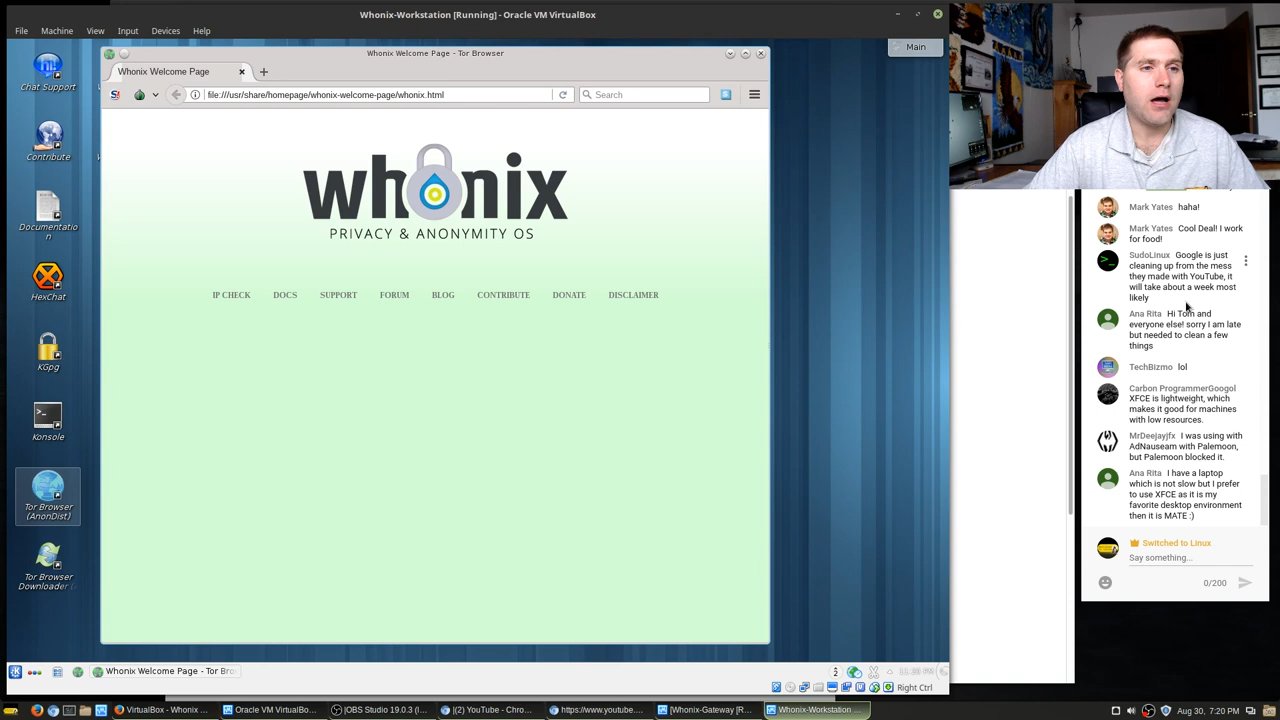 Whonix-Workstation [Running] - Oracle VM VirtualBox
File Machine View Input Devices Help
Main
Chat Support
Contribute
Documentatio
n
HexChat
KGpg
Konsole
Tor Browser
(AnonDist)
Tor Browser
Downloader
Whonix Welcome Page - Tor Browser
Whonix Welcome Page
file:///usr/share/homepage/whonix-welcome-page/whonix.html
Search
whonix
PRIVACY & ANONYMITY OS
IP CHECK DOCS SUPPORT FORUM BLOG CONTRIBUTE DONATE DISCLAIMER
Mark Yates haha!
Mark Yates Cool Deal! I work
for food!
SudoLinux Google is just
cleaning up from the mess
they made with YouTube, it
will take about a week most
likely
Ana Rita Hi Tom and
everyone else! sorry I am late
but needed to clean a few
things
TechBizmo lol
Carbon ProgrammerGoogol
XFCE is lightweight, which
makes it good for machines
with low resources.
MrDeejayjfx I was using with
AdNauseam with Palemoon,
but Palemoon blocked it.
Ana Rita I have a laptop
which is not slow but I prefer
to use XFCE as it is my
favorite desktop environment
then it is MATE :)
Switched to Linux
Say something...
0/200
Whonix Welcome Page - Tor Bro
2
Right Ctrl
VirtualBox - Whonix ...
Oracle VM VirtualBo...
[OBS Studio 19.0.3 (l...
[(2) YouTube - Chro...
https://www.youtube...
[Whonix-Gateway [R...
Whonix-Workstation ...
Aug 30, 7:20 PM